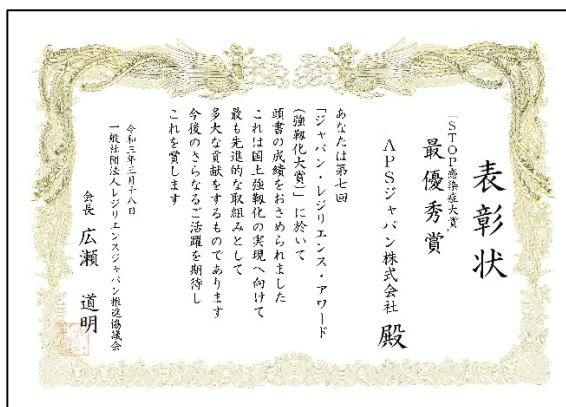 表彰状
「STOP感染症大賞」
最優秀賞
APSジャパン株式会社 殿
あなたは第七回
「ジャパン・レジリエンス・アワード
(強靱化大賞)」に於いて
頭書の成績をおさめられました
これは国土強靱化の実現へ向けて
最も先進的な取組みとして
多大な貢献をするものであります
今後のさらなるご活躍を期待し
これを賞します
令和三年三月十八日
一般社団法人レジリエンスジャパン推進協議会
会長 広瀬 道明